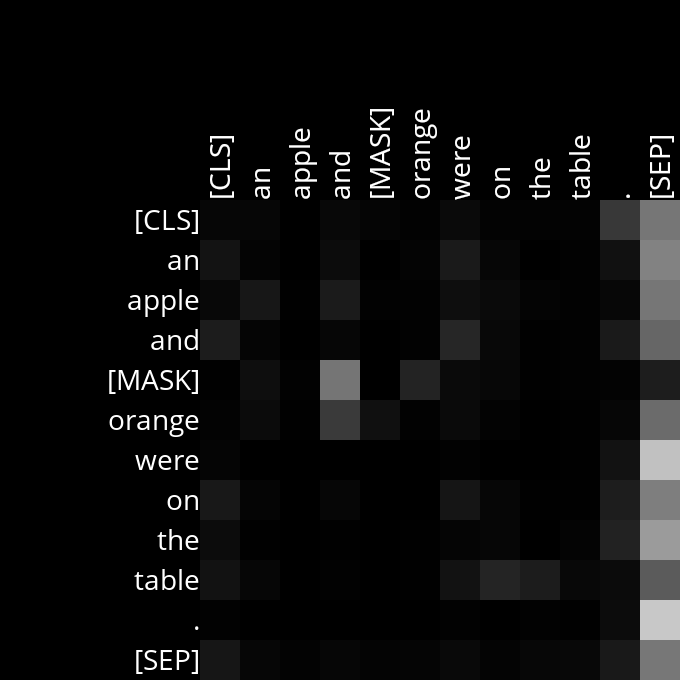 [CLS] an apple and [MASK] orange were on the table . [SEP]
[CLS]
an
apple
and
[MASK]
orange
were
on
the
table
.
[SEP]